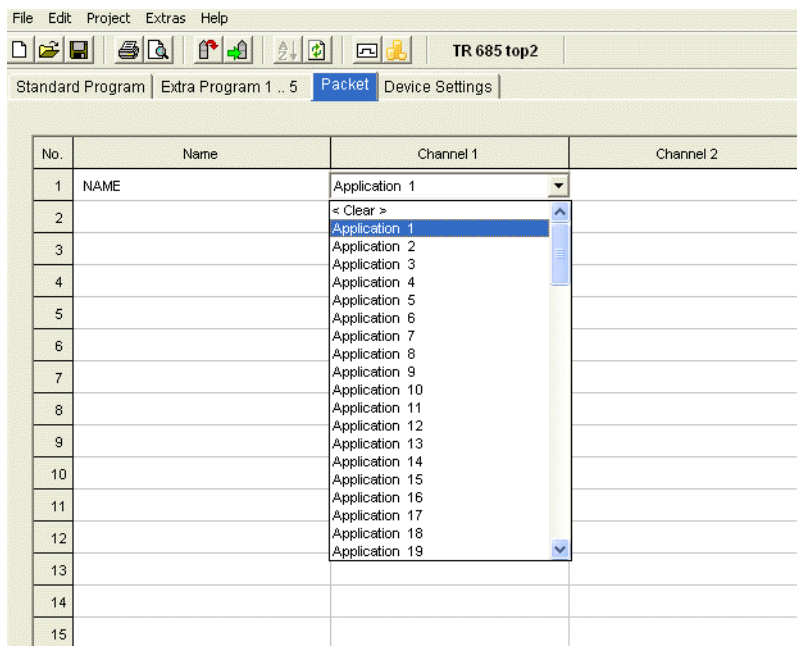 File Edit Project Extras Help
TR 685 top2
Standard Program Extra Program 1 .. 5 Packet Device Settings
No. Name Channel 1 Channel 2
1 NAME Application 1
2 < Clear >
Application 1
Application 2
3 Application 3
4 Application 4
5 Application 5
6 Application 6
7 Application 7
Application 8
8 Application 9
Application 10
Application 11
9 Application 12
Application 13
10 Application 14
Application 15
11 Application 16
Application 17
12 Application 18
Application 19
13
14
15